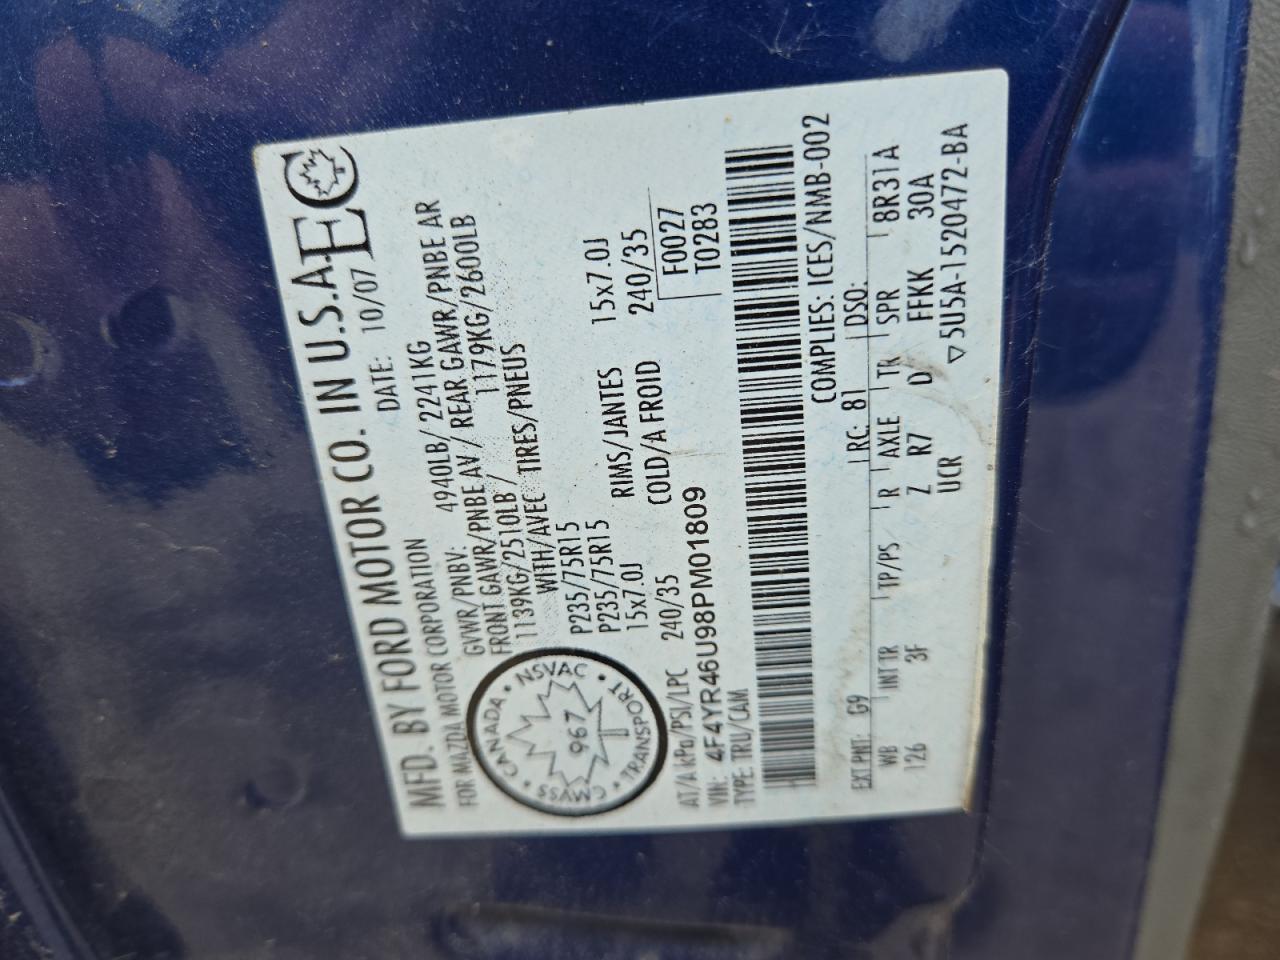 MFD. BY FORD MOTOR CO. IN U.S.A.
FOR MAZDA MOTOR CORPORATION
DATE: 10/07
GVWR/PNBV: 4940LB/ 2241KG
FRONT GAWR/PNBE AV/ REAR GAWR/PNBE AR
1139KG/2510LB/ 1179KG/2600LB
WITH/AVEC TIRES/PNEUS
P235/75R15
P235/75R15
15x7.0J RIMS/JANTES 15x7.0J
AT/A kPa/PSI/LPC 240/35 COLD/A FROID 240/35
CANADA • NSVAC • TRANSPORT • CMVSS
967
VIN: 4F4YR46U98PM01809
F0027
TYPE: TRU/CAM
T0283
COMPLIES: ICES/NMB-002
EXT PNT: G9 RC: 81 DSO:
WB INT TR TP/PS R AXLE TR SPR 8R31A
126 3F Z R7 D FFKK 30A
UCR ▽5U5A-1520472-BA